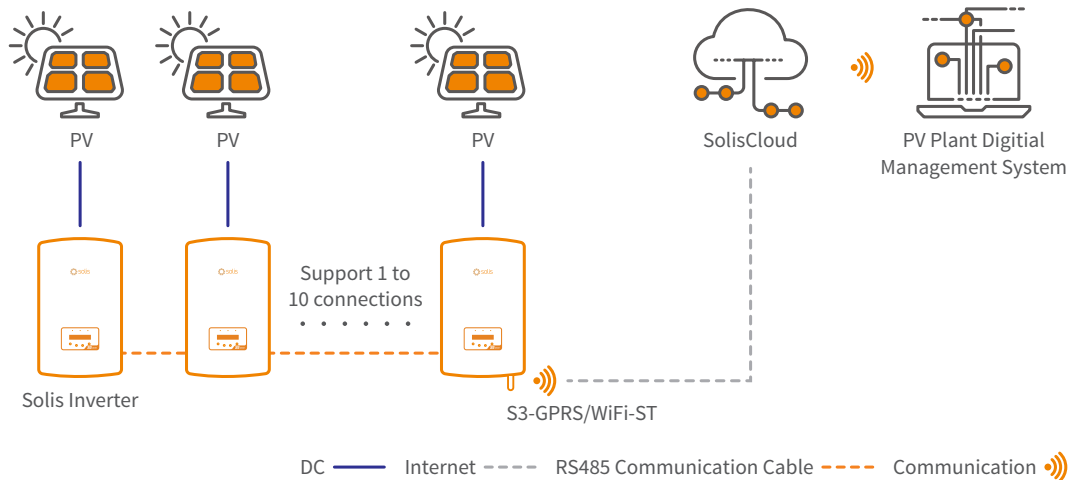 PV
PV
PV
SolisCloud
PV Plant Digitial
Management System
solis
solis
solis
Support 1 to
10 connections
Solis Inverter
S3-GPRS/WiFi-ST
DC
Internet
RS485 Communication Cable
Communication